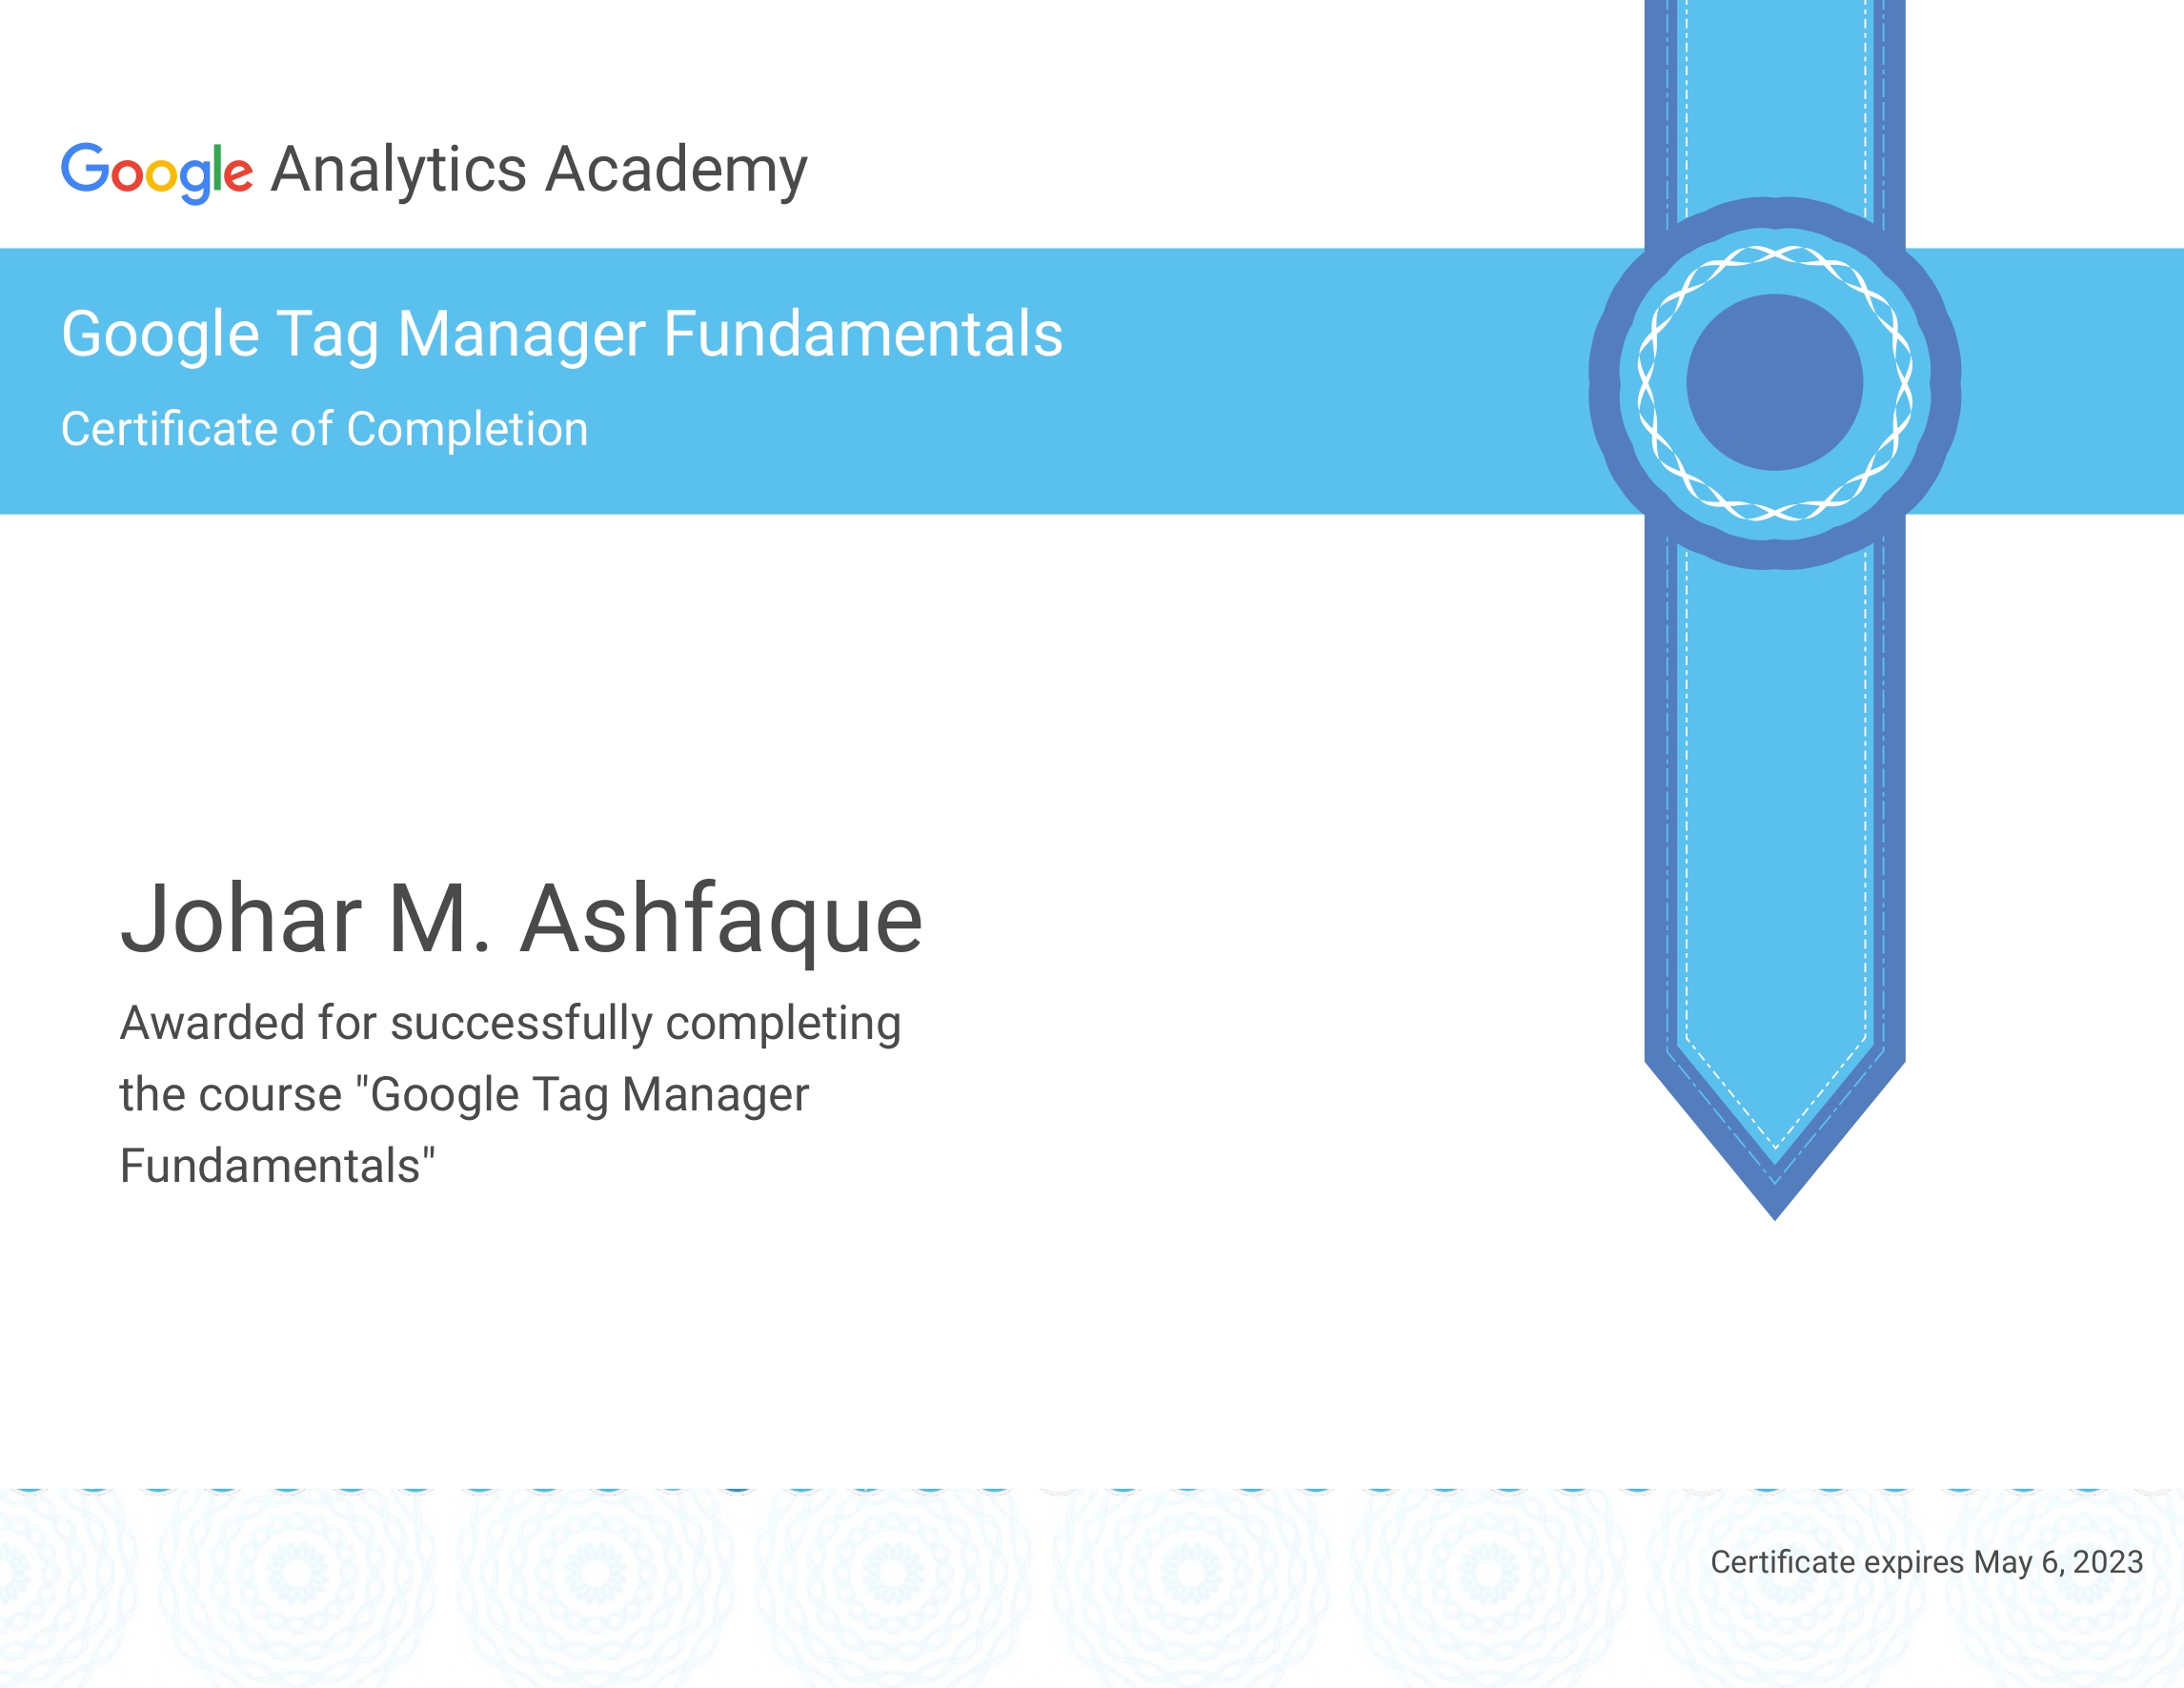 Google Analytics Academy
Google Tag Manager Fundamentals
Certificate of Completion
Johar M. Ashfaque
Awarded for successfully completing
the course "Google Tag Manager
Fundamentals"
Certificate expires May 6, 2023